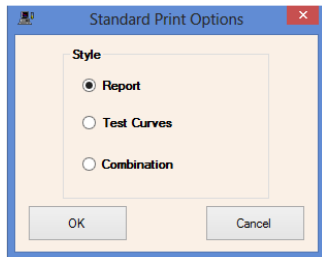 Standard Print Options
Style
Report
Test Curves
Combination
OK
Cancel